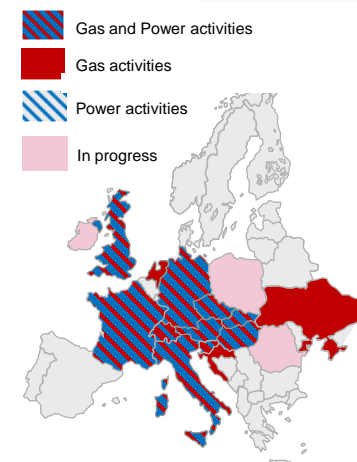 Gas and Power activities
Gas activities
Power activities
In progress